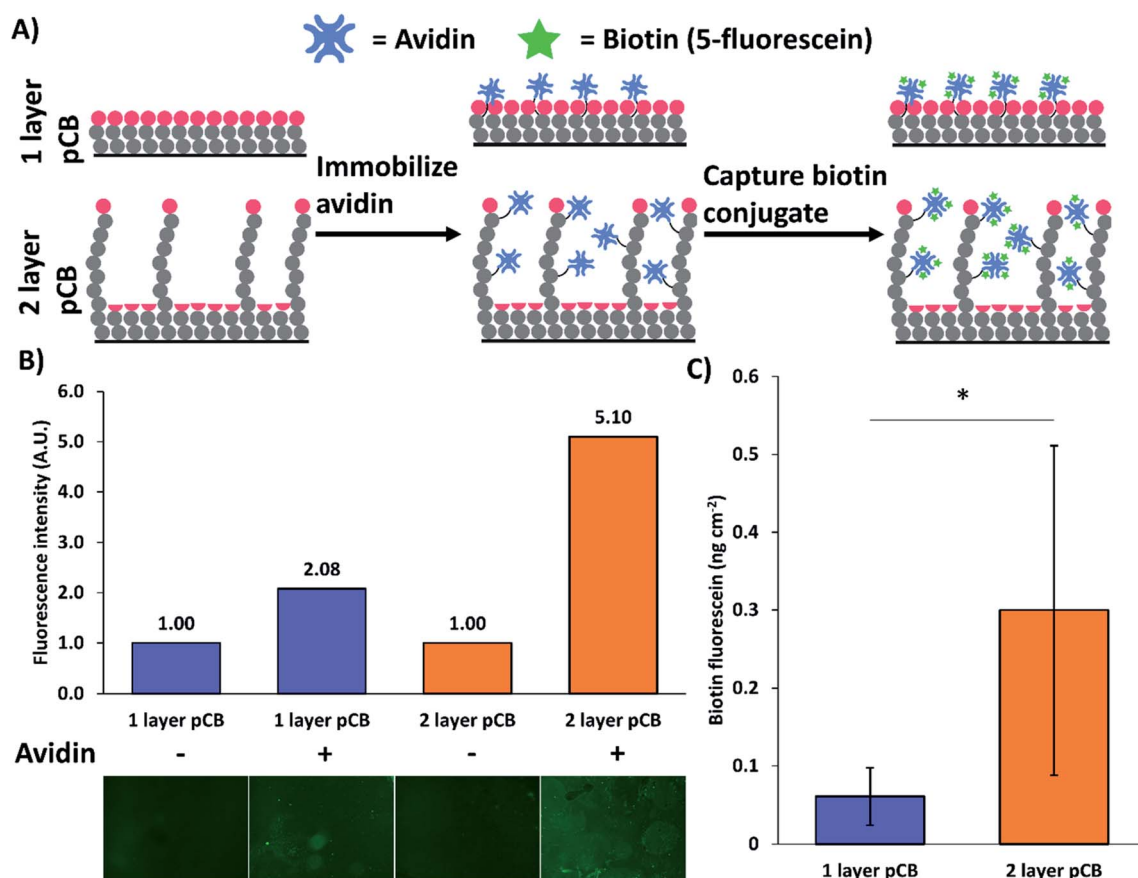 A)
= Avidin
= Biotin (5-fluorescein)
1 layer
pCB
Immobilize
avidin
Capture biotin
conjugate
2 layer
pCB
B)
Fluorescence intensity (A.U.)
6.0
5.0
4.0
3.0
2.0
1.0
0.0
1.00
2.08
1.00
5.10
1 layer pCB
1 layer pCB
2 layer pCB
2 layer pCB
Avidin - + - +
C)
Biotin fluorescein (ng cm⁻²)
0.6
0.5
0.4
0.3
0.2
0.1
0
*
1 layer pCB
2 layer pCB